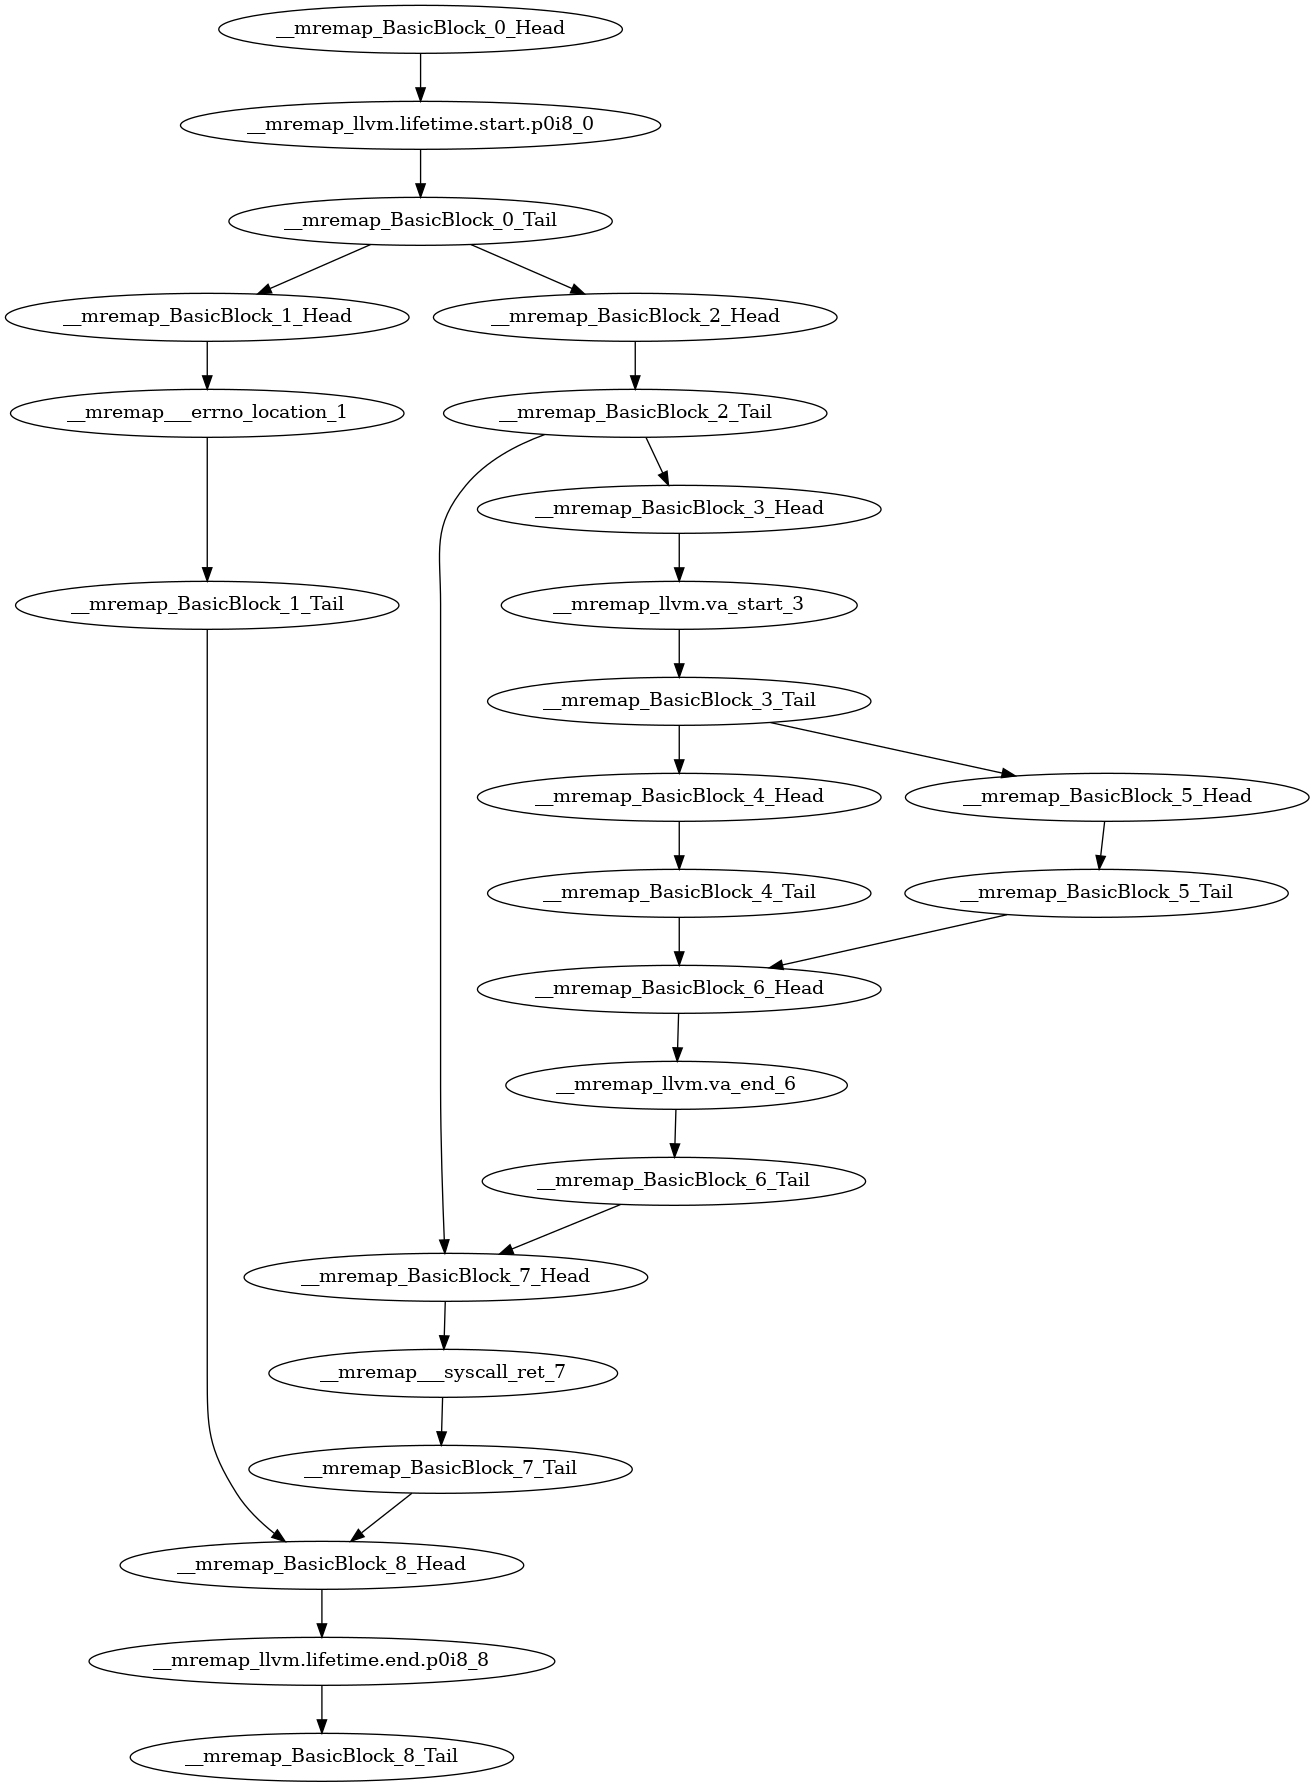 __mremap_BasicBlock_0_Head
__mremap_llvm.lifetime.start.p0i8_0
__mremap_BasicBlock_0_Tail
__mremap_BasicBlock_1_Head
__mremap_BasicBlock_2_Head
__mremap___errno_location_1
__mremap_BasicBlock_2_Tail
__mremap_BasicBlock_3_Head
__mremap_BasicBlock_1_Tail
__mremap_llvm.va_start_3
__mremap_BasicBlock_3_Tail
__mremap_BasicBlock_4_Head
__mremap_BasicBlock_5_Head
__mremap_BasicBlock_4_Tail
__mremap_BasicBlock_5_Tail
__mremap_BasicBlock_6_Head
__mremap_llvm.va_end_6
__mremap_BasicBlock_6_Tail
__mremap_BasicBlock_7_Head
__mremap___syscall_ret_7
__mremap_BasicBlock_7_Tail
__mremap_BasicBlock_8_Head
__mremap_llvm.lifetime.end.p0i8_8
__mremap_BasicBlock_8_Tail